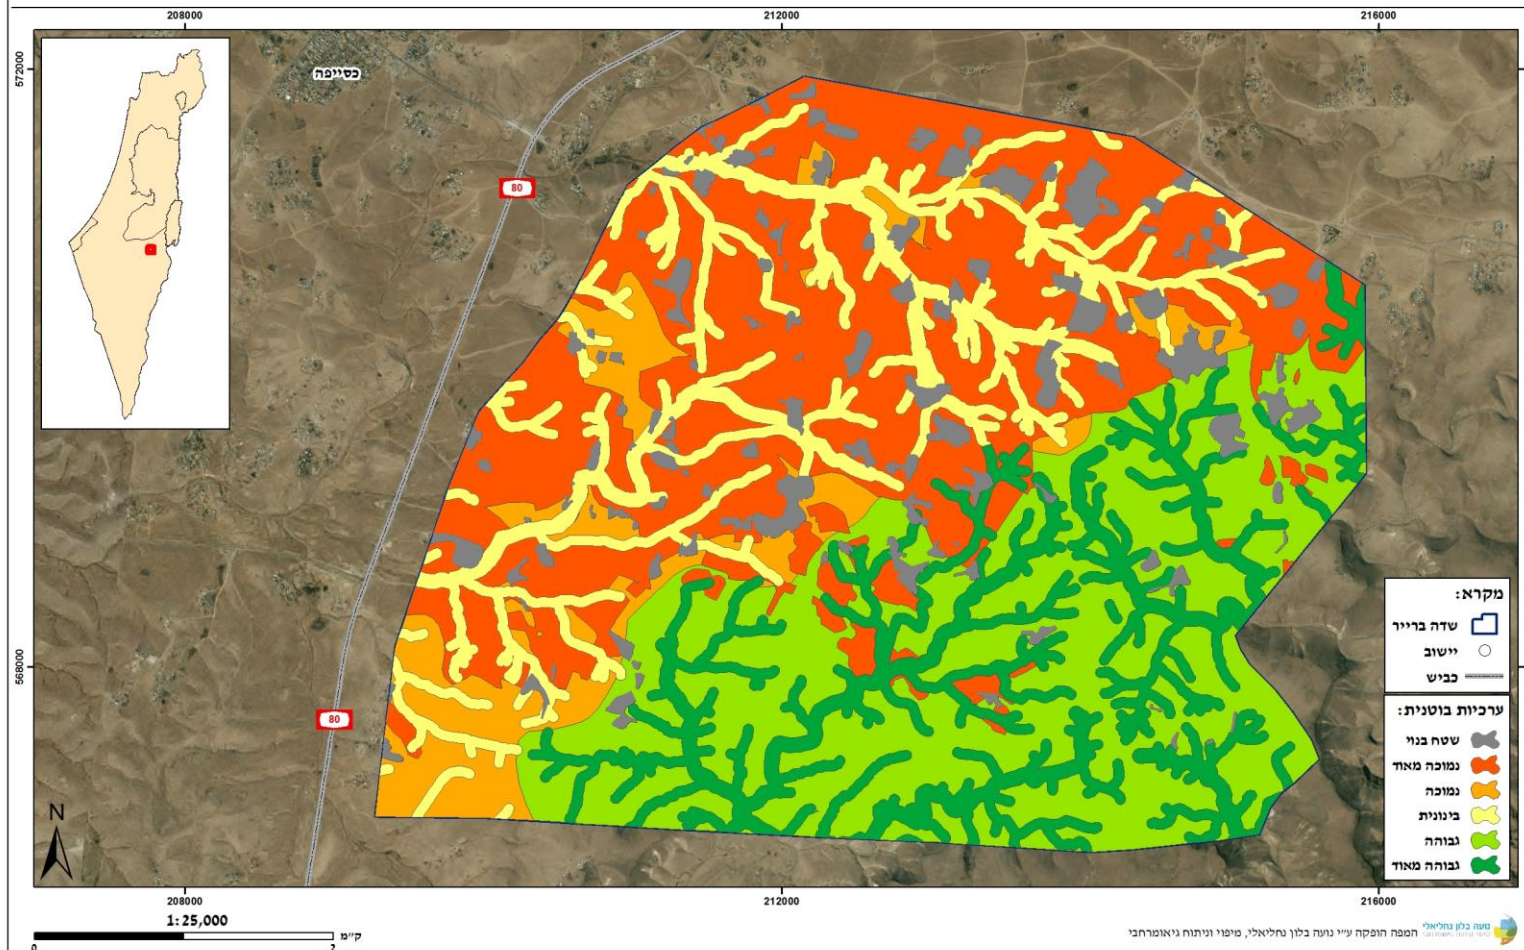 208000
212000
216000
572000
כסייפה
80
מקרא:
שדה ברייר
יישוב
כביש
568000
568000
80
ערכיות בוטנית:
שטח בנוי
נמוכה מאוד
נמוכה
בינונית
גבוהה
גבוהה מאוד
N
208000
212000
216000
1:25,000
ק״מ
0
2
המפה הופקה ע״י נועה בלון נחליאלי, מיפוי וניתוח גיאומרחבי
נועה בלון נחליאלי